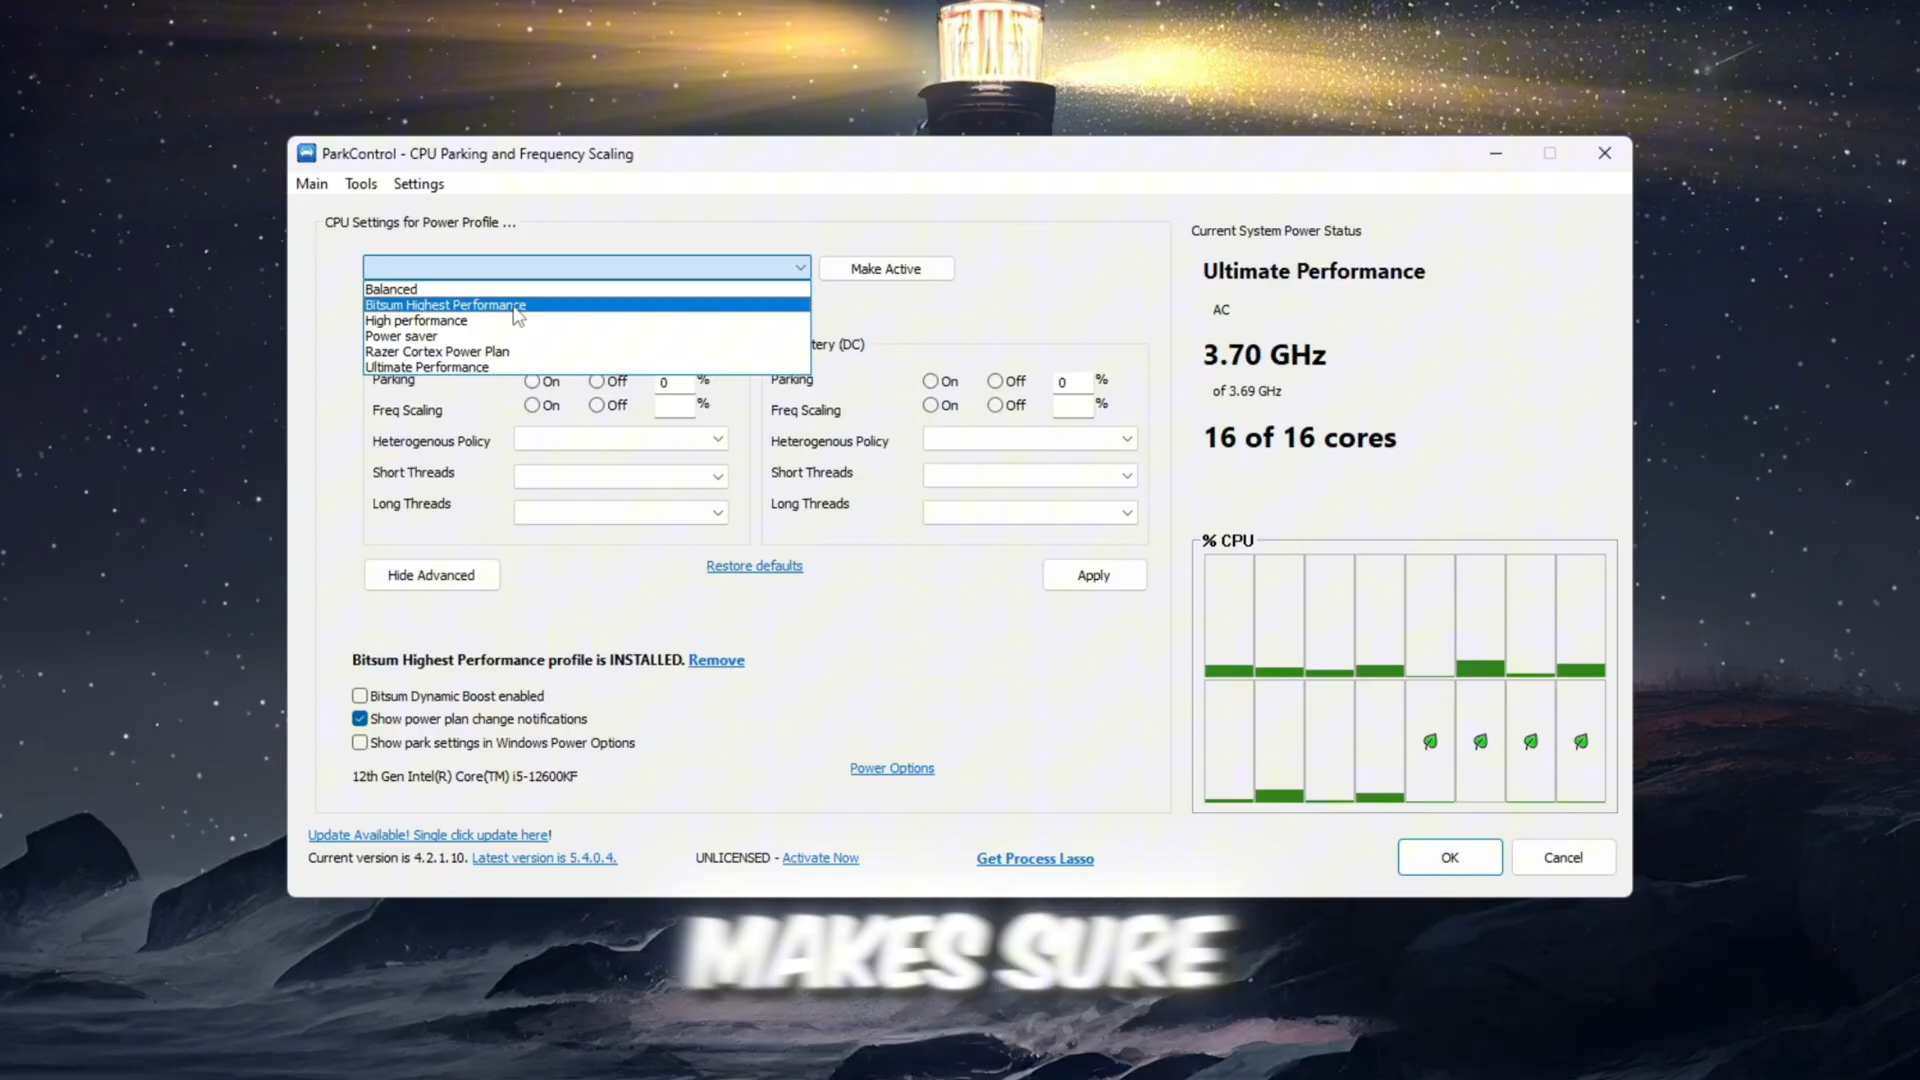 ParkControl - CPU Parking and Frequency Scaling
Main Tools Settings
CPU Settings for Power Profile ...
Make Active
Balanced
Bitsum Highest Performance
High performance
Power saver
Razer Cortex Power Plan
Ultimate Performance
tery (DC)
Parking On Off 0 %
Freq Scaling On Off %
Heterogenous Policy
Short Threads
Long Threads
Parking On Off 0 %
Freq Scaling On Off %
Heterogenous Policy
Short Threads
Long Threads
Hide Advanced
Restore defaults
Apply
Bitsum Highest Performance profile is INSTALLED. Remove
Bitsum Dynamic Boost enabled
Show power plan change notifications
Show park settings in Windows Power Options
12th Gen Intel(R) Core(TM) i5-12600KF
Power Options
Current System Power Status
Ultimate Performance
AC
3.70 GHz
of 3.69 GHz
16 of 16 cores
% CPU
Update Available! Single click update here!
Current version is 4.2.1.10. Latest version is 5.4.0.4.
UNLICENSED - Activate Now
Get Process Lasso
OK
Cancel
MAKES SURE